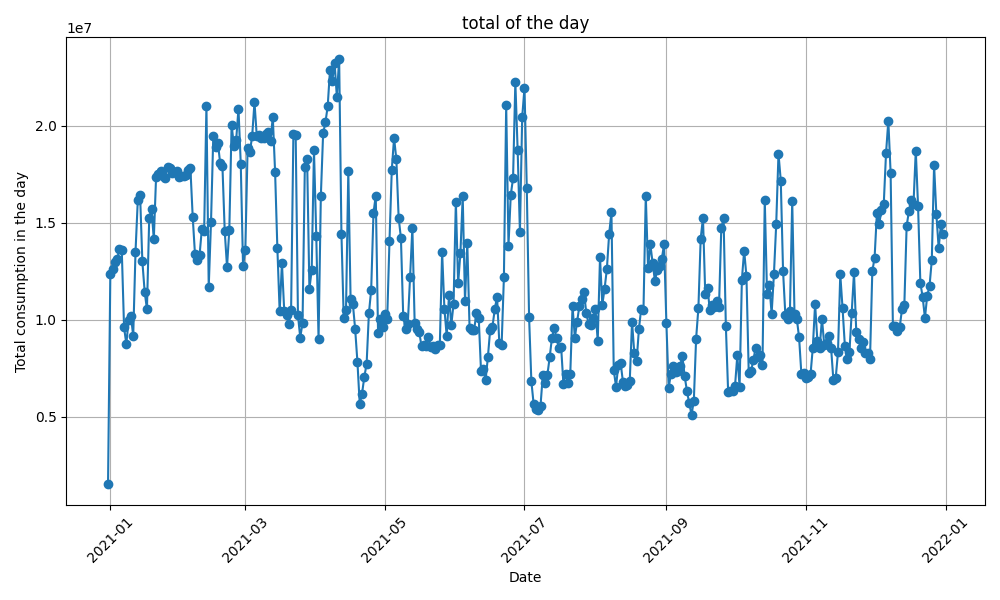 total of the day
1e7
Total consumption in the day
2.0
1.5
1.0
0.5
2021-01
2021-03
2021-05
2021-07
2021-09
2021-11
2022-01
Date